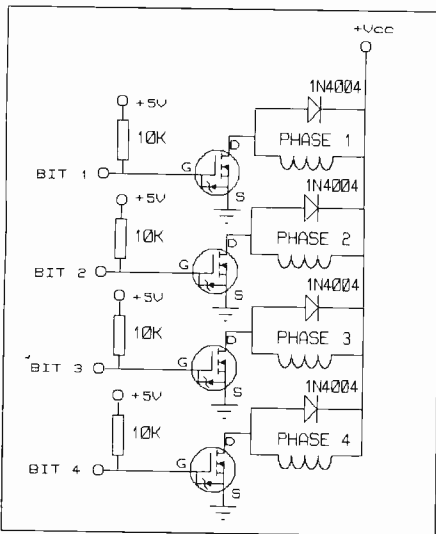 +Vcc
1N4004
+5V
10K
PHASE 1
D
BIT 1
G
S
1N4004
+5V
10K
PHASE 2
D
BIT 2
G
S
1N4004
+5V
10K
PHASE 3
D
BIT 3
G
S
1N4004
+5V
10K
PHASE 4
D
BIT 4
G
S